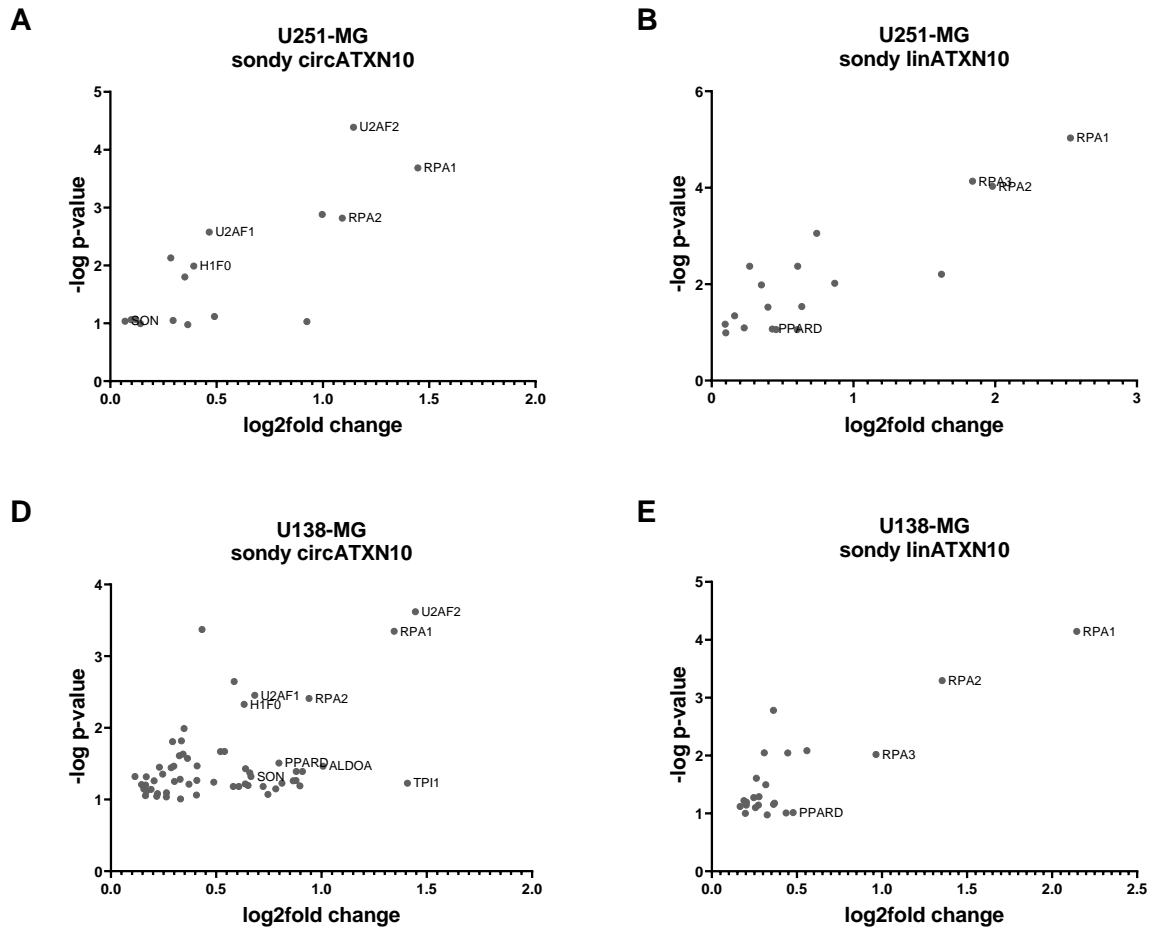 A
U251-MG
sondy circATXN10
5
4
3
2
1
0
-log p-value
U2AF2
RPA1
RPA2
U2AF1
H1F0
SON
0.0 0.5 1.0 1.5 2.0
log2fold change
B
U251-MG
sondy linATXN10
6
4
2
0
-log p-value
RPA1
RPA3
RPA2
PPARD
0 1 2 3
log2fold change
D
U138-MG
sondy circATXN10
4
3
2
1
0
-log p-value
U2AF2
RPA1
U2AF1
RPA2
H1F0
PPARD
ALDOA
SON
TPI1
0.0 0.5 1.0 1.5 2.0
log2fold change
E
U138-MG
sondy linATXN10
5
4
3
2
1
0
-log p-value
RPA1
RPA2
RPA3
PPARD
0.0 0.5 1.0 1.5 2.0 2.5
log2fold change